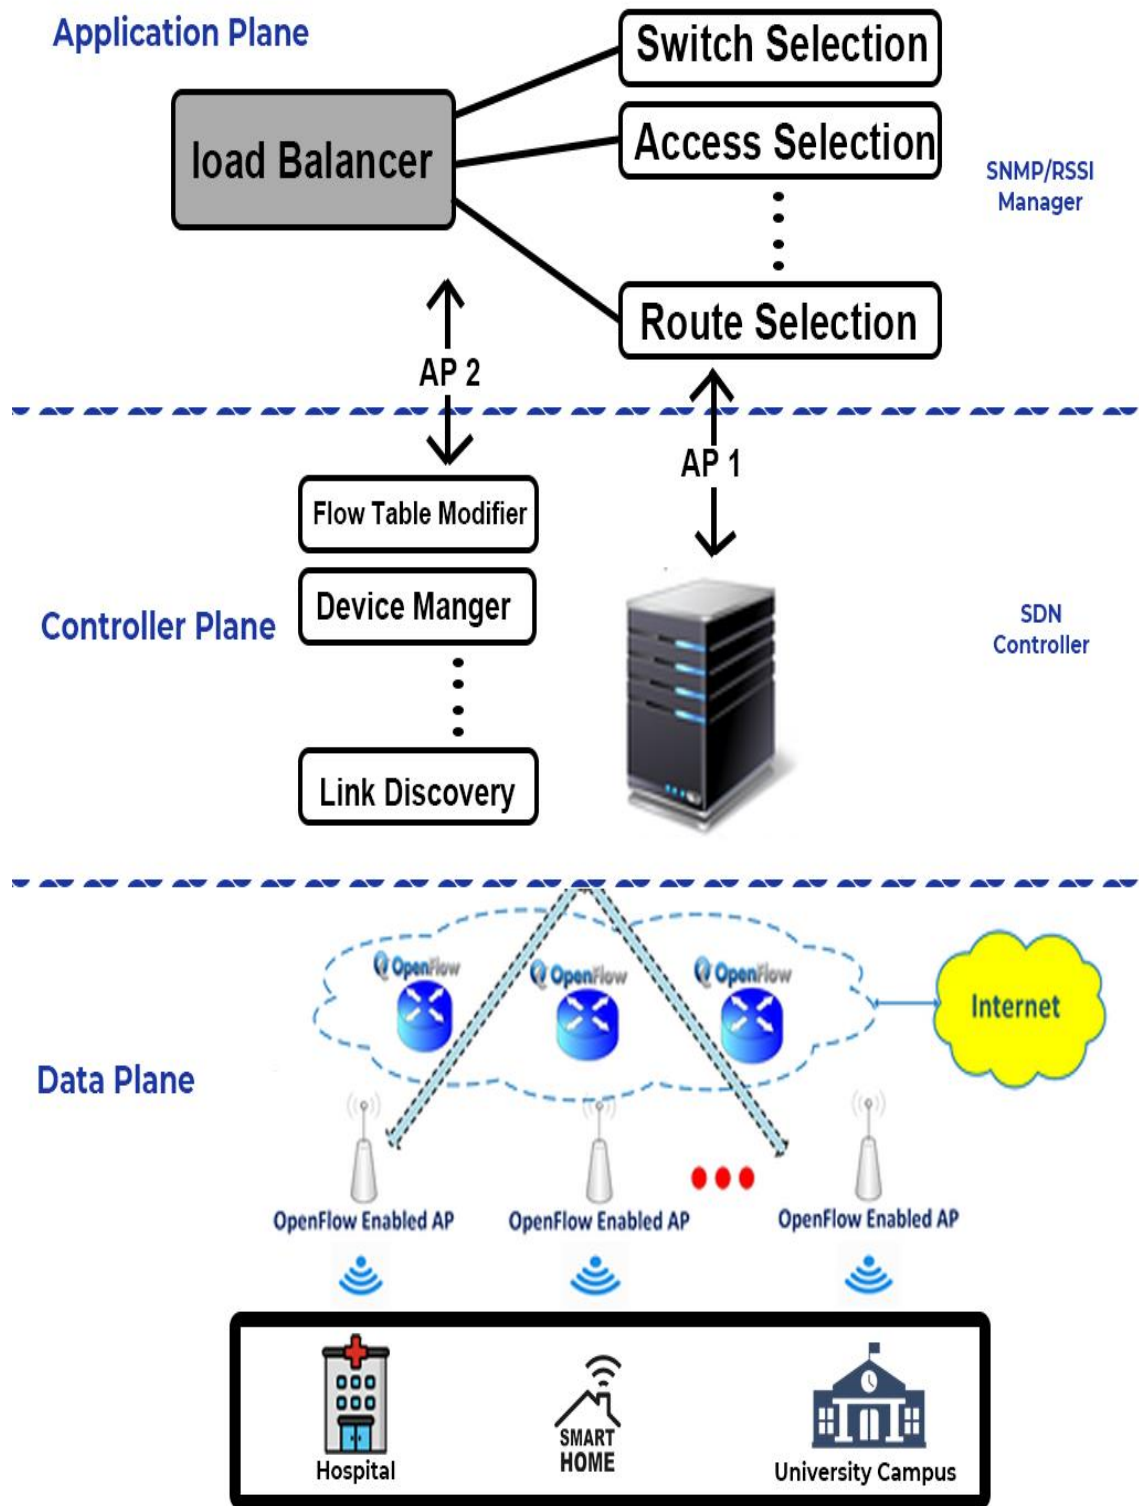 Application Plane
Switch Selection
load Balancer
Access Selection
SNMP/RSSI
Manager
Route Selection
AP 2
AP 1
Flow Table Modifier
Device Manger
Controller Plane
SDN
Controller
Link Discovery
OpenFlow
OpenFlow
OpenFlow
Internet
Data Plane
OpenFlow Enabled AP
OpenFlow Enabled AP
OpenFlow Enabled AP
SMART
HOME
Hospital
University Campus